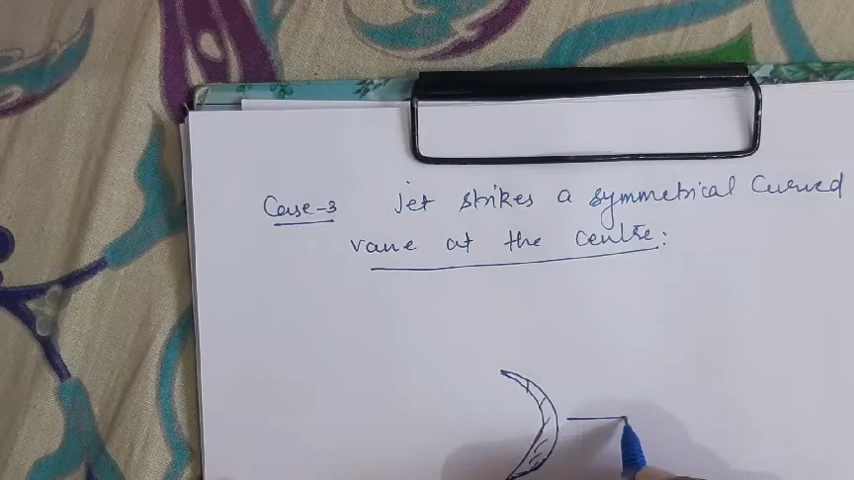 Case-3 jet strikes a symmetrical Curved
vane at the centre: